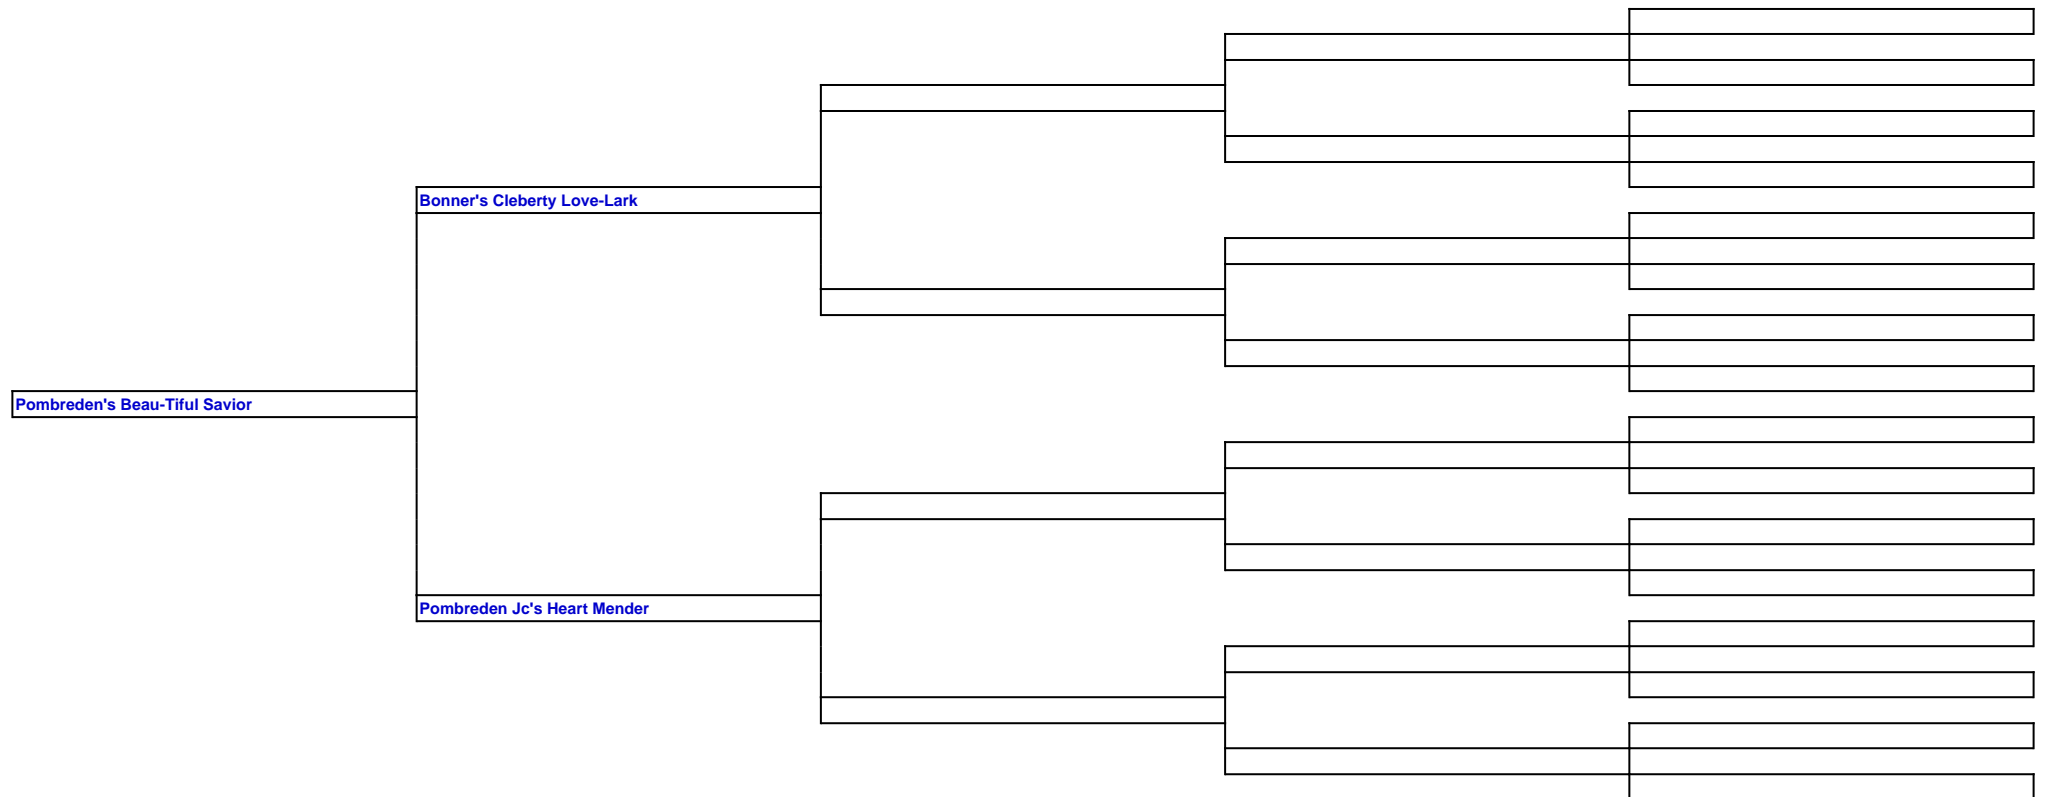 Bonner's Cleberty Love-Lark
Pombreden's Beau-Tiful Savior
Pombreden Jc's Heart Mender